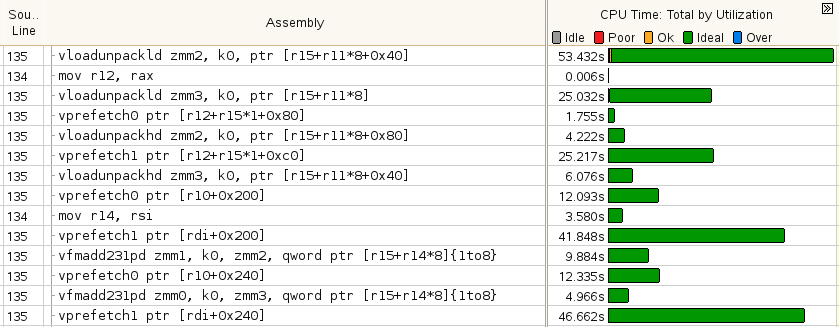 Sou.. Line Assembly CPU Time: Total by Utilization
Idle Poor Ok Ideal Over
135 vloadunpackld zmm2, k0, ptr [r15+r11*8+0x40] 53.432s
134 mov r12, rax 0.006s
135 vloadunpackld zmm3, k0, ptr [r15+r11*8] 25.032s
135 vprefetch0 ptr [r12+r15*1+0x80] 1.755s
135 vloadunpackhd zmm2, k0, ptr [r15+r11*8+0x80] 4.222s
135 vprefetch1 ptr [r12+r15*1+0xc0] 25.217s
135 vloadunpackhd zmm3, k0, ptr [r15+r11*8+0x40] 6.076s
135 vprefetch0 ptr [r10+0x200] 12.093s
134 mov r14, rsi 3.580s
135 vprefetch1 ptr [rdi+0x200] 41.848s
135 vfmadd231pd zmm1, k0, zmm2, qword ptr [r15+r14*8]{1to8} 9.884s
135 vprefetch0 ptr [r10+0x240] 12.335s
135 vfmadd231pd zmm0, k0, zmm3, qword ptr [r15+r14*8]{1to8} 4.966s
135 vprefetch1 ptr [rdi+0x240] 46.662s